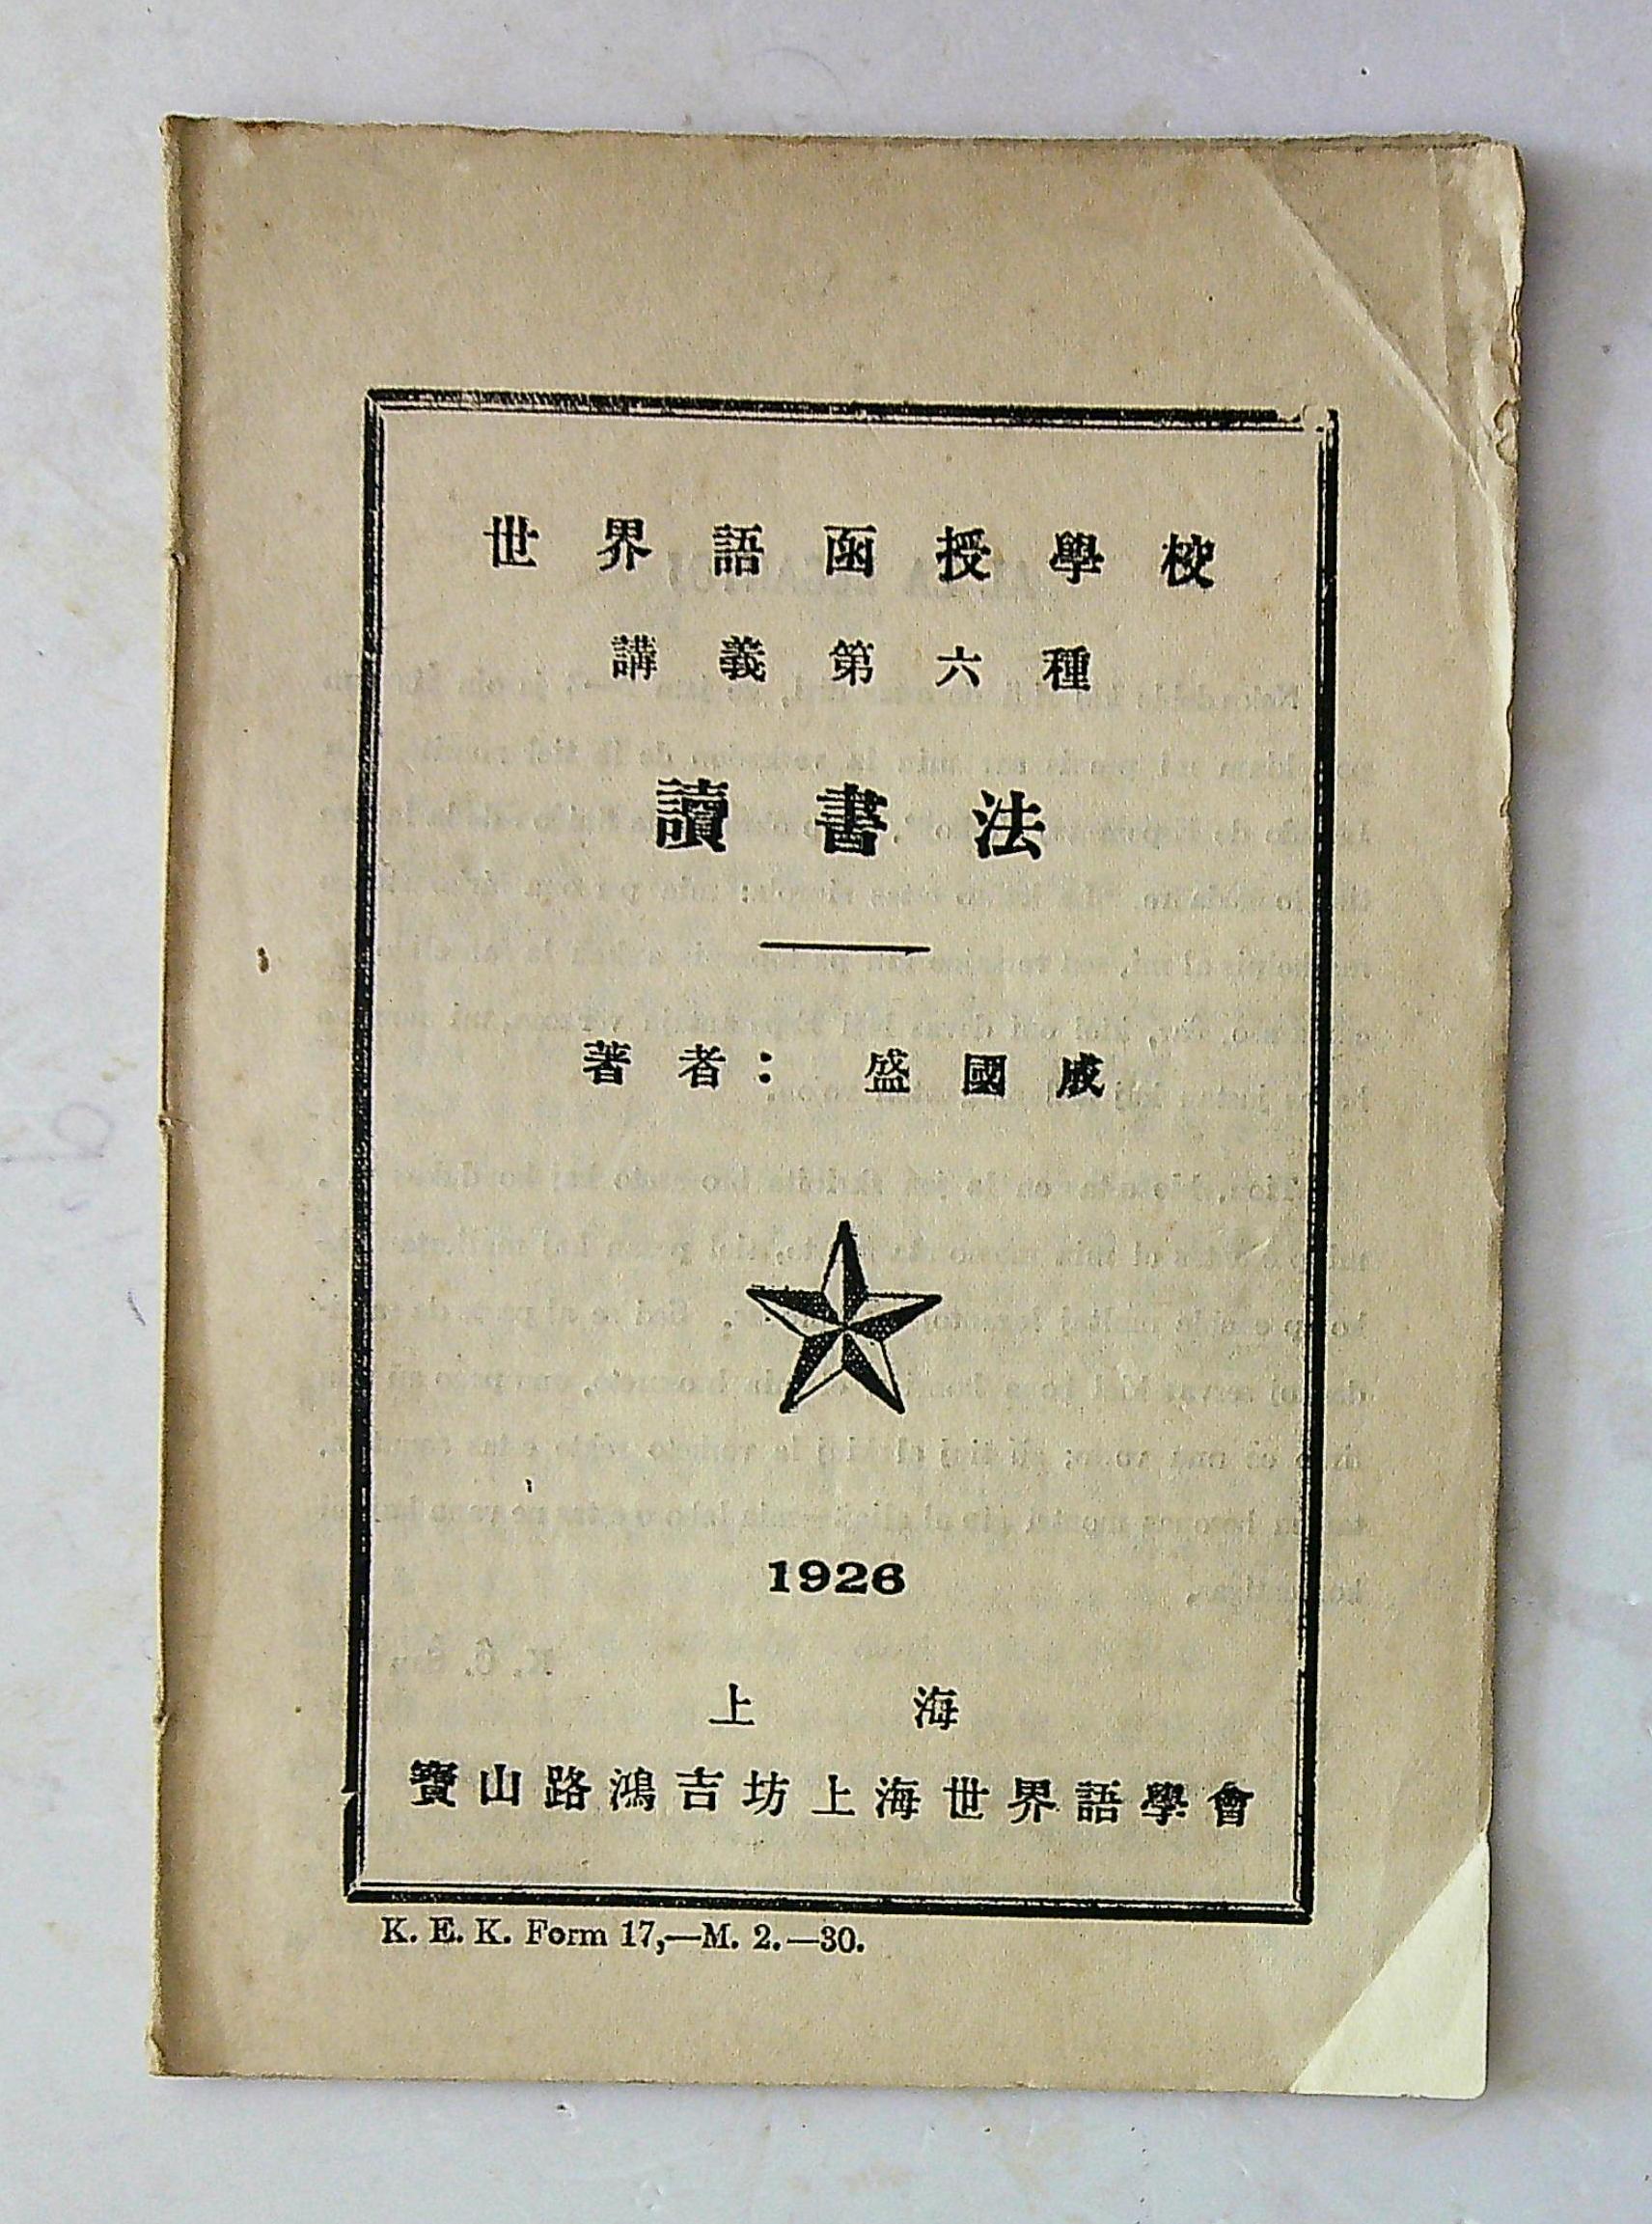 世界語函授學校
講義第六種
讀書法
著者：盛國成
1926
上海
寶山路鴻吉坊上海世界語學會
K. E. K. Form 17,—M. 2.—30.